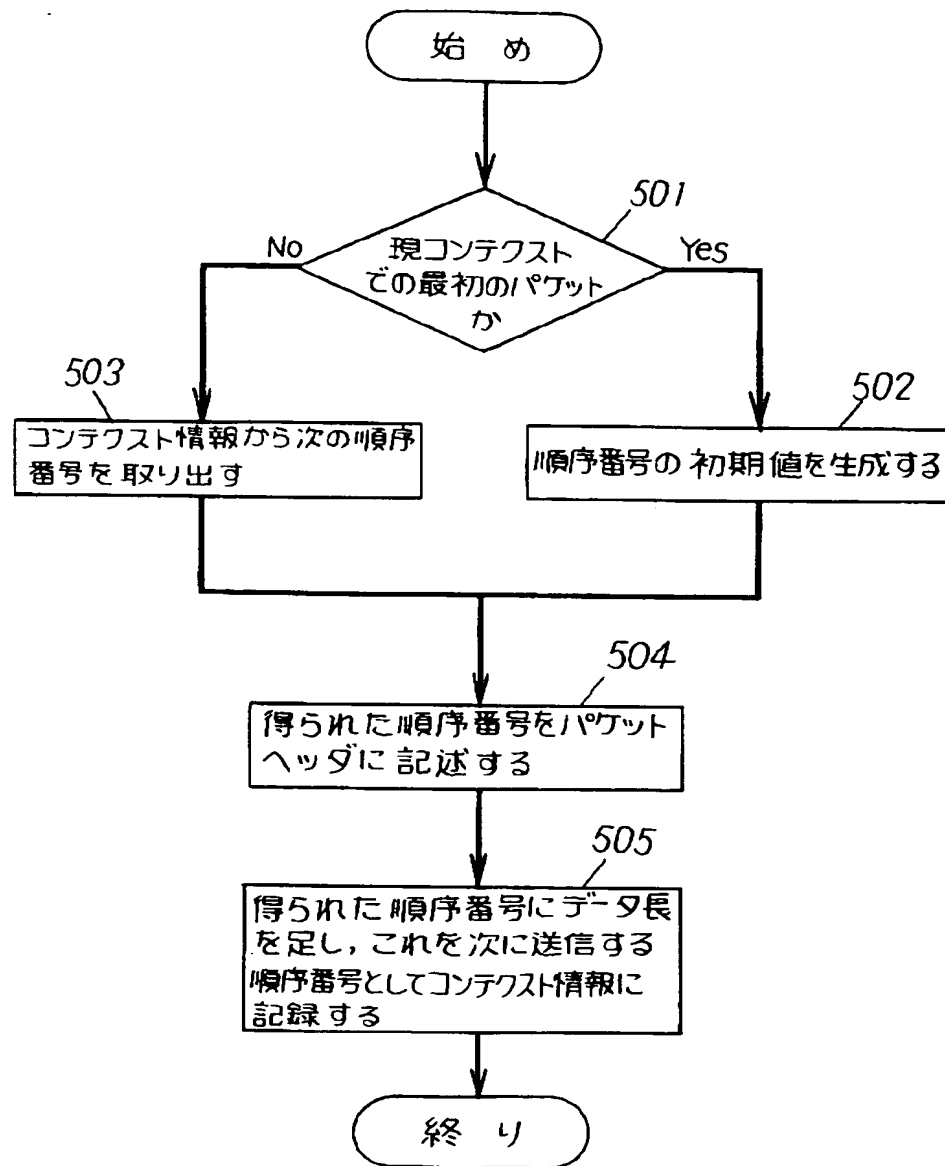 始 め
501
No
Yes
現コンテクスト
での最初のパケット
か
503
502
コンテクスト情報から次の順序
番号を取り出す
順序番号の初期値を生成する
504
得られた順序番号をパケット
ヘッダに記述する
505
得られた順序番号にデータ長
を足し,これを次に送信する
順序番号としてコンテクスト情報に
記録する
終 り